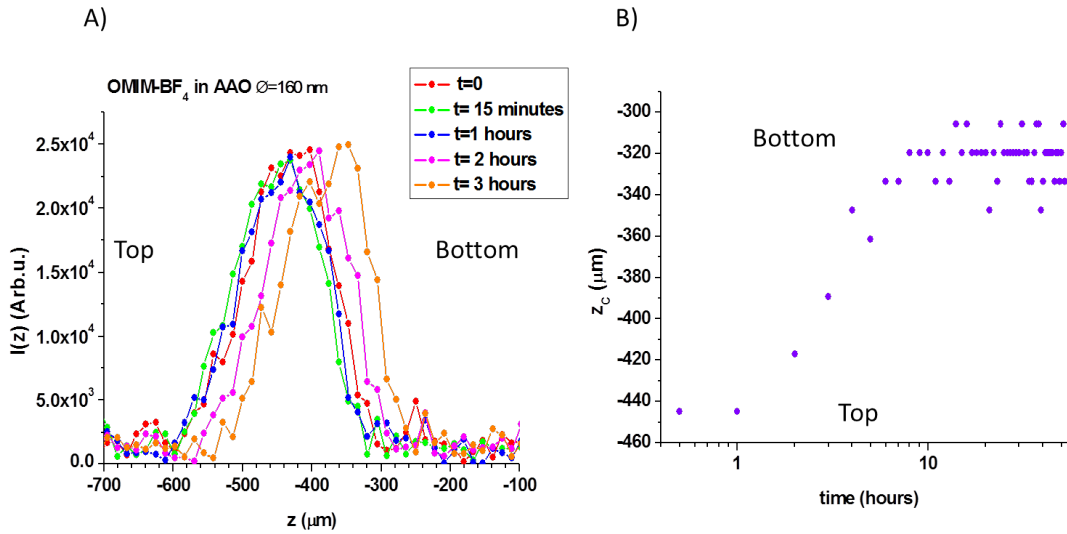 A)
OMIM-BF4 in AAO Ø=160 nm
t=0
t= 15 minutes
t=1 hours
t= 2 hours
t= 3 hours
2.5x10^4
2.0x10^4
1.5x10^4
1.0x10^4
5.0x10^3
0.0
I(z) (Arb.u.)
Top
Bottom
-700
-600
-500
-400
-300
-200
-100
z (μm)
B)
-300
-320
-340
-360
-380
-400
-420
-440
-460
zC (μm)
Bottom
Top
1
10
time (hours)